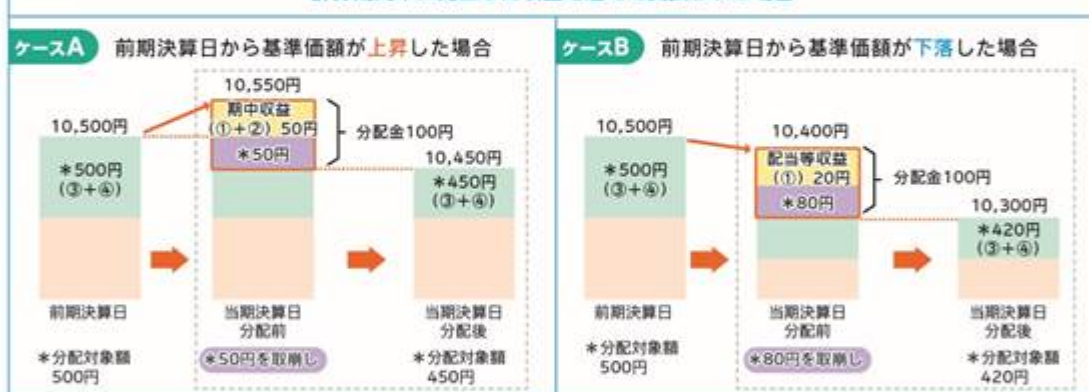 ケースA 前期決算日から基準価額が上昇した場合
10,550円
10,500円
期中収益
(①+②) 50円
分配金100円
*50円
10,450円
*500円
(③+④)
*450円
(③+④)
前期決算日
当期決算日
分配前
当期決算日
分配後
*分配対象額
500円
*50円を取崩し
*分配対象額
450円
ケースB 前期決算日から基準価額が下落した場合
10,500円
10,400円
*500円
(③+④)
配当等収益
(①) 20円
分配金100円
*80円
10,300円
*420円
(③+④)
前期決算日
当期決算日
分配前
当期決算日
分配後
*分配対象額
500円
*80円を取崩し
*分配対象額
420円